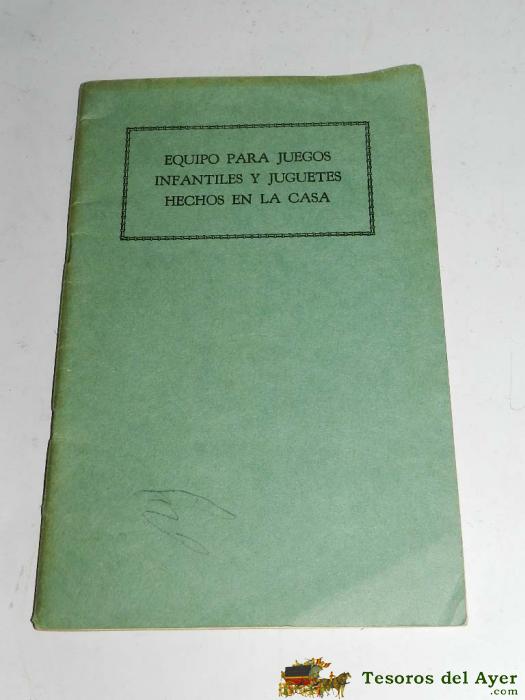 EQUIPO PARA JUEGOS
INFANTILES Y JUGUETES
HECHOS EN LA CASA
Tesoros del Ayer
.com